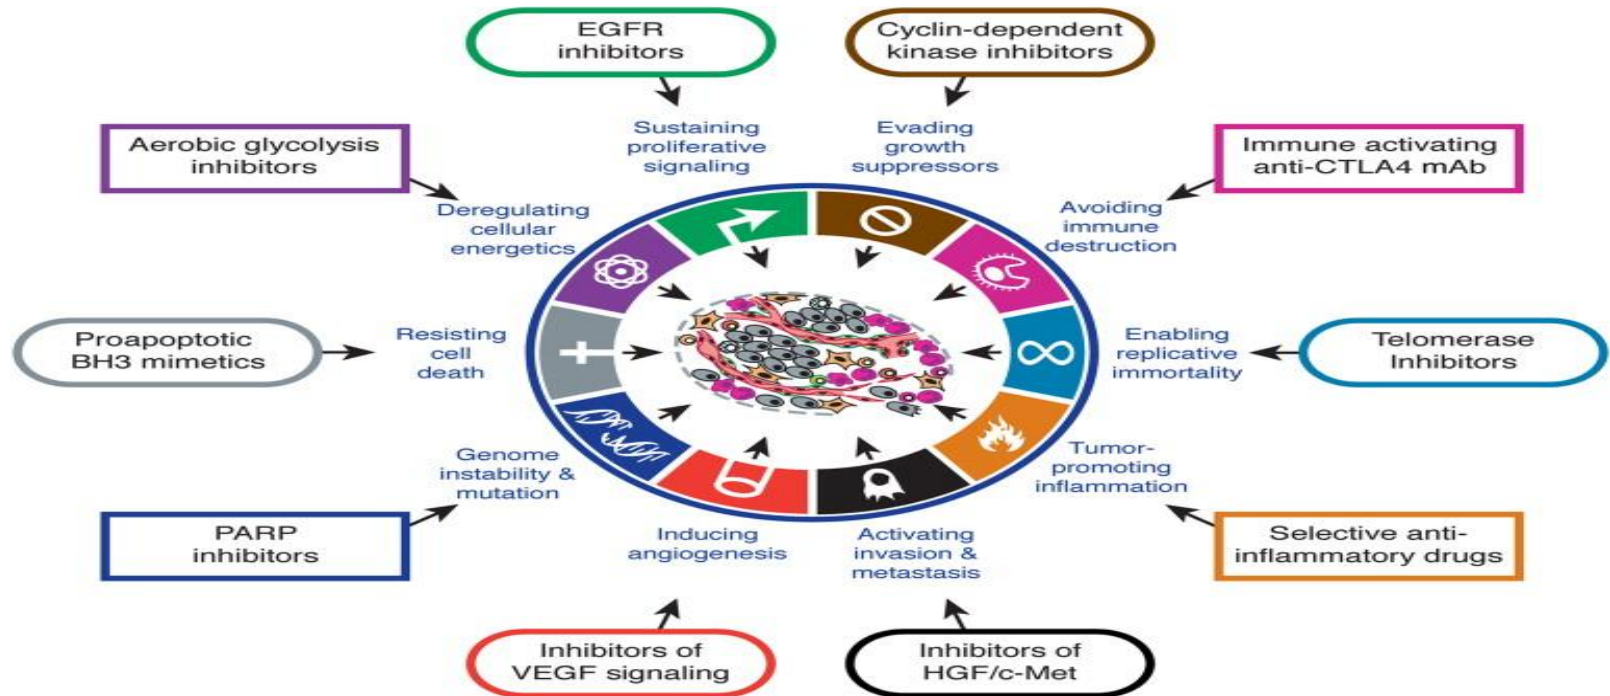 EGFR
inhibitors
Cyclin-dependent
kinase inhibitors
Aerobic glycolysis
inhibitors
Sustaining
proliferative
signaling
Evading
growth
suppressors
Immune activating
anti-CTLA4 mAb
Deregulating
cellular
energetics
Avoiding
immune
destruction
Proapoptotic
BH3 mimetics
Resisting
cell
death
Enabling
replicative
immortality
Telomerase
Inhibitors
Genome
instability &
mutation
Tumor-
promoting
inflammation
PARP
inhibitors
Inducing
angiogenesis
Activating
invasion &
metastasis
Selective anti-
inflammatory drugs
Inhibitors of
VEGF signaling
Inhibitors of
HGF/c-Met